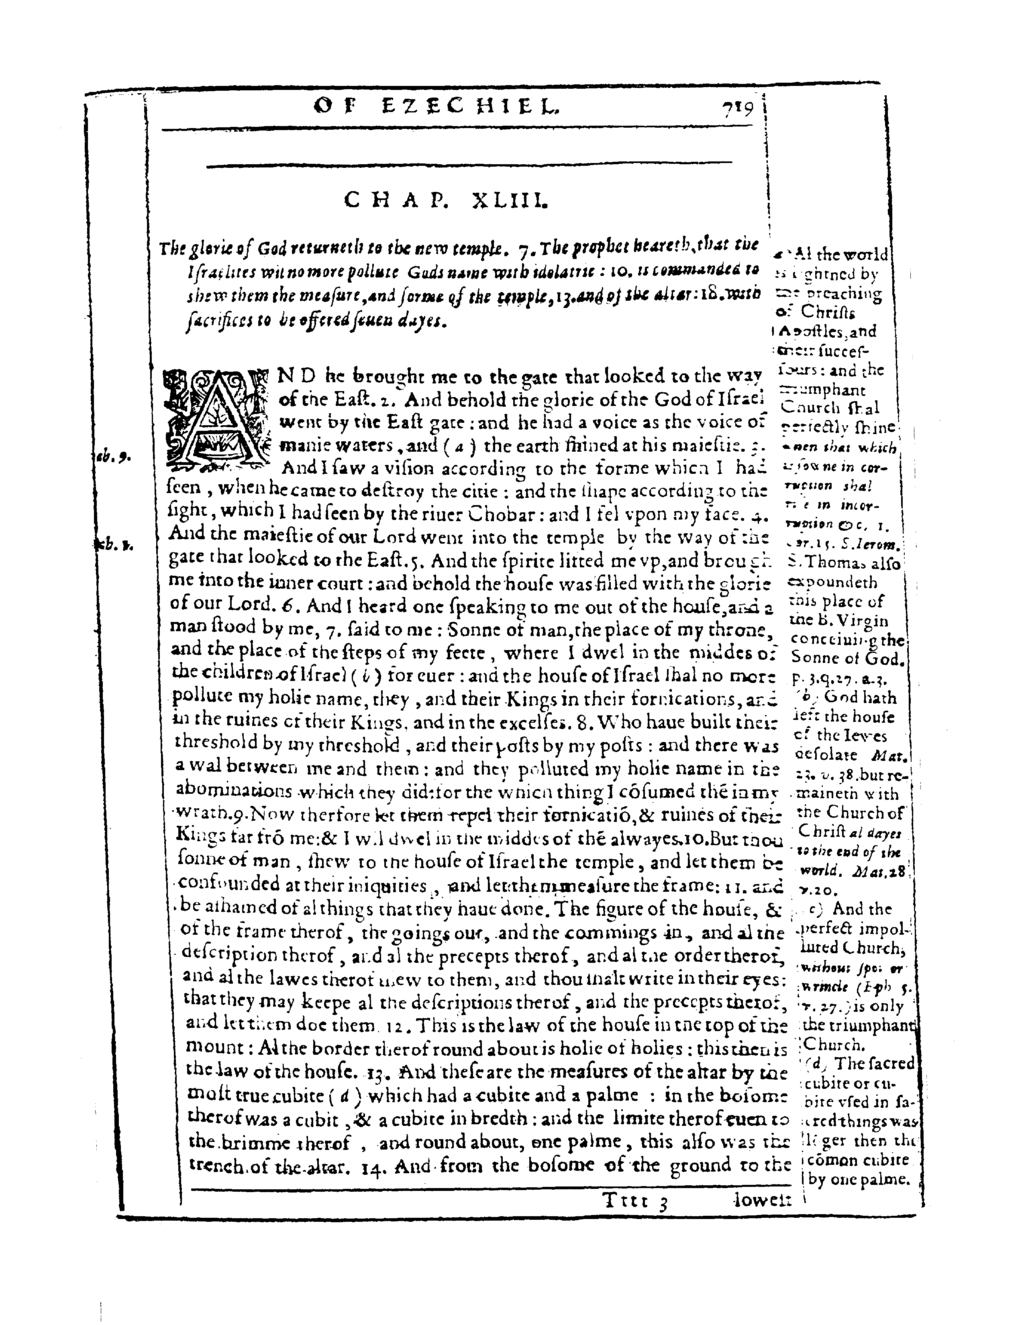 OF EZECHIEL. 719
CHAP. XLIII.
The glorie of God returneth to the new temple. 7. The prophet heareth, that the
Iſraelites wil no more pollute Gods name with idolatrie : 10. is commanded to
shew them the meaſure, and forme of the temple, 13. and of the altar: 18. with
ſacrifices to be offered ſeuen dayes.
AND he brought me to the gate that looked to the way
of the Eaſt. 2. And behold the glorie of the God of Iſrael
went by the Eaſt gate : and he had a voice as the voice of
manie waters, and ( a ) the earth ſhined at his maieſtie. 3.
And I ſaw a viſion according to the forme which I had
ſeen, when he came to deſtroy the citie : and the ſhape according to the
ſight, which I had ſeen by the riuer Chobar : and I fel vpon my face. 4.
And the maieſtie of our Lord went into the temple by the way of the
gate that looked to the Eaſt. 5. And the ſpirite lifted me vp, and brough
me into the inner court : and behold the houſe was filled with the glorie
of our Lord. 6. And I heard one ſpeaking to me out of the houſe, and a
man ſtood by me, 7. ſaid to me : Sonne of man, the place of my throne,
and the place of the ſteps of my feete, where I dwel in the middes of
the children of Iſrael ( b ) for euer : and the houſe of Iſrael ſhal no more
pollute my holie name, they, and their Kings in their fornications, and
in the ruines of their Kings, and in the excelſes. 8. Who haue built their
threshold by my threshold, and their poſts by my poſts : and there was
a wal between me and them : and they polluted my holie name in the
abominations which they did: for the which thing I cōſumed thē in my
wrath. 9. Now therfore let them repel their fornicatiō, & ruines of their
Kings far frō me: & I wil dwel in the middes of thē alwayes. 10. But thou
ſonne of man, ſhew to the houſe of Iſrael the temple, and let them be
confounded at their iniquities, and let them meaſure the frame: 11. and
be aſhamed of al things that they haue done. The figure of the houſe, &
of the frame therof, the goings out, and the commings in, and al the
deſcription therof, and al the precepts therof, and al the order therof,
and al the lawes therof ſhew to them, and thou ſhalt write in their eyes:
that they may keepe al the deſcriptions therof, and the precepts therof,
and let them doe them. 12. This is the law of the houſe in the top of the
mount : Al the border therof round about is holie of holies : this then is
the law of the houſe. 13. And theſe are the meaſures of the altar by the
moſt true cubite ( d ) which had a cubite and a palme : in the boſome
therof was a cubit, & a cubite in bredth : and the limite therof euen to
the brimme therof, and round about, one palme, this alſo was the
trench of the altar. 14. And from the boſome of the ground to the
Tttt 3 loweſt
ch. 9.
ch. 1.
a Al the world
is lightned by
the preaching
of Chriſts
Apoſtles, and
their ſucceſ-
ſours : and the
triumphant
Church ſhal
perfectly ſhine
when that which
is ſowne in cor-
ruption shal
riſe in incor-
ruption &c, 1.
Cor. 15. S. Ierom.
S. Thomas alſo
expoundeth
this place of
the B. Virgin
conceiuing the
Sonne of God.
p. 3. q. 27. a. 3.
b God hath
left the houſe
of the Iewes
deſolate Mat.
23. v. 38. but re-
maineth with
the Church of
Chriſt al dayes
to the end of the
world. Mat. 28
v. 20.
c) And the
perfect impol-
luted Church,
without ſpot or
wrincle (Eph 5.
v. 27.) is only
the triumphant
Church.
(d) The ſacred
cubite or cu-
bite vſed in ſa-
cred things was
liger then the
cōmon cubite
by one palme.